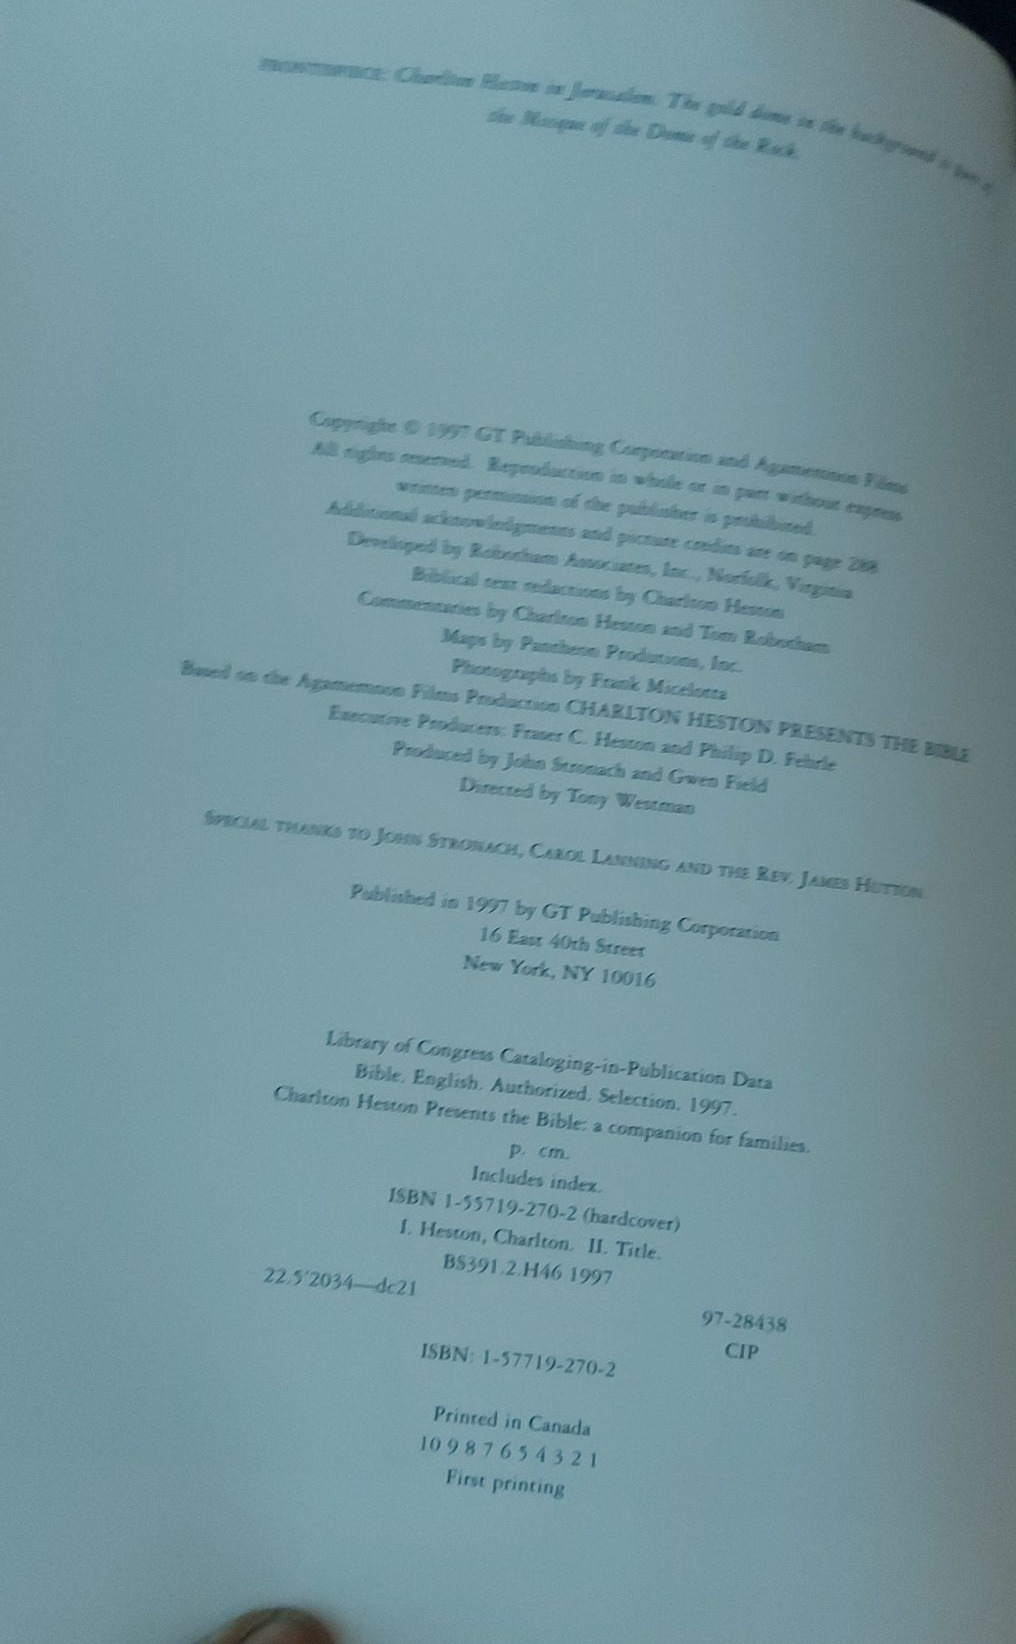 FRONTISPIECE: Charlton Heston in Jerusalem. The gold dome in the background is part of
the Mosque of the Dome of the Rock.
Copyright © 1997 GT Publishing Corporation and Agamemnon Films
All rights reserved. Reproduction in whole or in part without express
written permission of the publisher is prohibited.
Additional acknowledgments and picture credits are on page 288
Developed by Roborham Associates, Inc., Norfolk, Virginia
Biblical text redactions by Charlton Heston
Commentaries by Charlton Heston and Tom Roborham
Maps by Pantheon Produtions, Inc.
Photographs by Frank Micelotta
Based on the Agamemnon Films Production CHARLTON HESTON PRESENTS THE BIBLE
Executive Producers: Fraser C. Heston and Philip D. Fehrle
Produced by John Stronach and Gwen Field
Directed by Tony Westman
SPECIAL THANKS TO JOHN STRONACH, CAROL LANNING AND THE REV. JAMES HUTTON
Published in 1997 by GT Publishing Corporation
16 East 40th Street
New York, NY 10016
Library of Congress Cataloging-in-Publication Data
Bible. English. Authorized. Selection. 1997.
Charlton Heston Presents the Bible: a companion for families.
p. cm.
Includes index.
ISBN 1-55719-270-2 (hardcover)
I. Heston, Charlton. II. Title.
BS391.2.H46 1997
22.5'2034—dc21
97-28438
CIP
ISBN: 1-57719-270-2
Printed in Canada
10 9 8 7 6 5 4 3 2 1
First printing